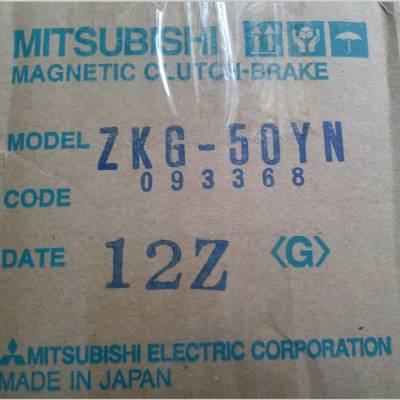 MITSUBISHI
MAGNETIC CLUTCH-BRAKE
MODEL ZKG-50YN
093368
CODE
DATE 12Z <G>
MITSUBISHI ELECTRIC CORPORATION
MADE IN JAPAN